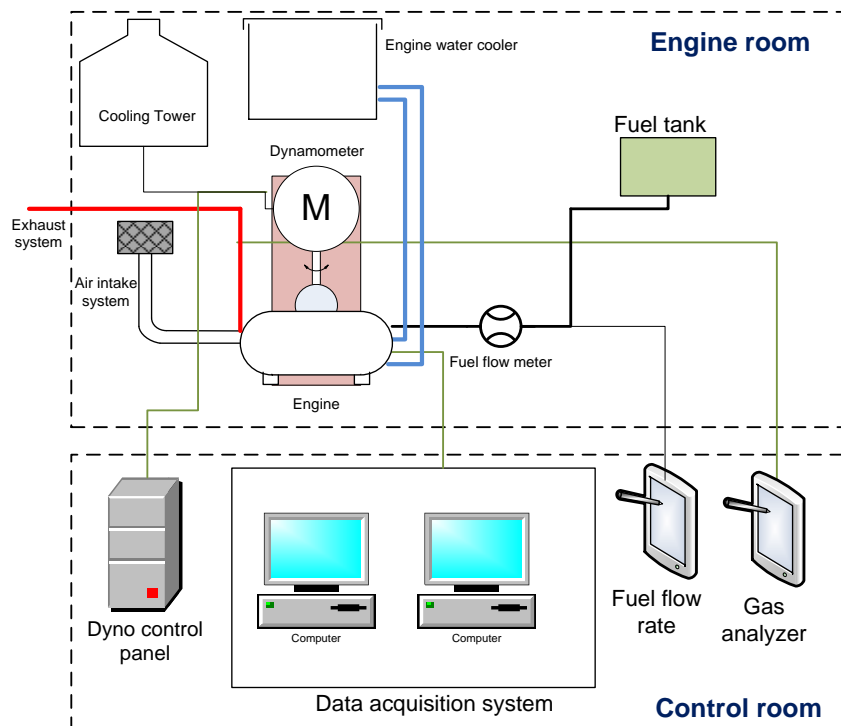 Engine room
Engine water cooler
Cooling Tower
Fuel tank
Dynamometer
M
Exhaust
system
Air intake
system
Fuel flow meter
Engine
Computer
Computer
Dyno control
panel
Fuel flow
rate
Gas
analyzer
Data acquisition system
Control room